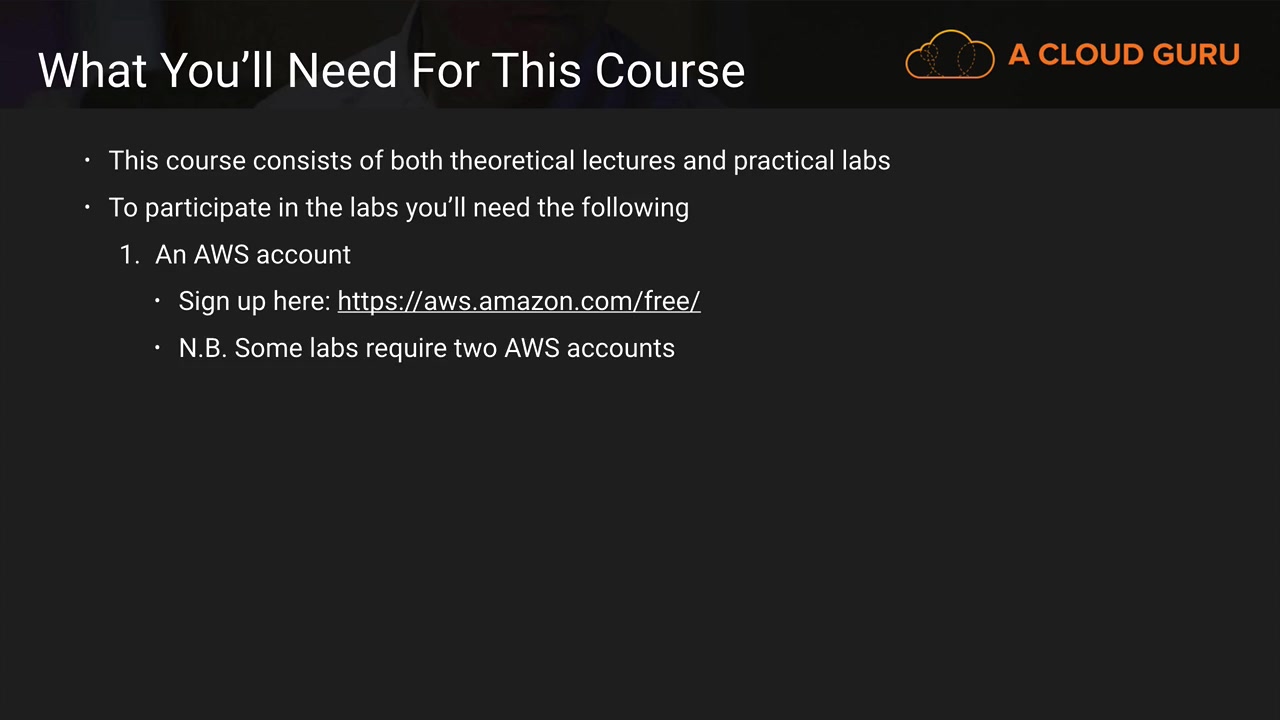 What You’ll Need For This Course
A CLOUD GURU
· This course consists of both theoretical lectures and practical labs
· To participate in the labs you’ll need the following
1. An AWS account
· Sign up here: https://aws.amazon.com/free/
· N.B. Some labs require two AWS accounts